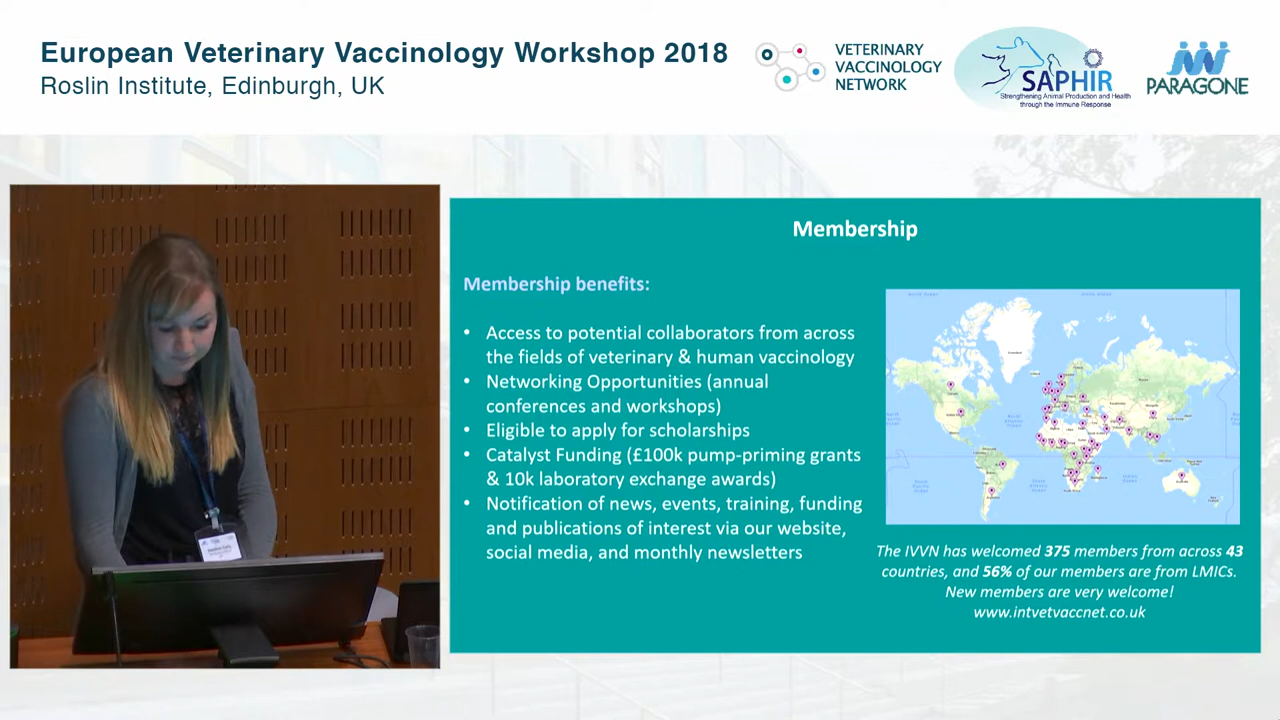 European Veterinary Vaccinology Workshop 2018
Roslin Institute, Edinburgh, UK
VETERINARY
VACCINOLOGY
NETWORK
SAPHIR
Strengthening Animal Production and Health
through the Immune Response
PARAGONE
Membership
Membership benefits:
• Access to potential collaborators from across
the fields of veterinary & human vaccinology
• Networking Opportunities (annual
conferences and workshops)
• Eligible to apply for scholarships
• Catalyst Funding (£100k pump-priming grants
& 10k laboratory exchange awards)
• Notification of news, events, training, funding
and publications of interest via our website,
social media, and monthly newsletters
The IVVN has welcomed 375 members from across 43
countries, and 56% of our members are from LMICs.
New members are very welcome!
www.intvetvaccnet.co.uk